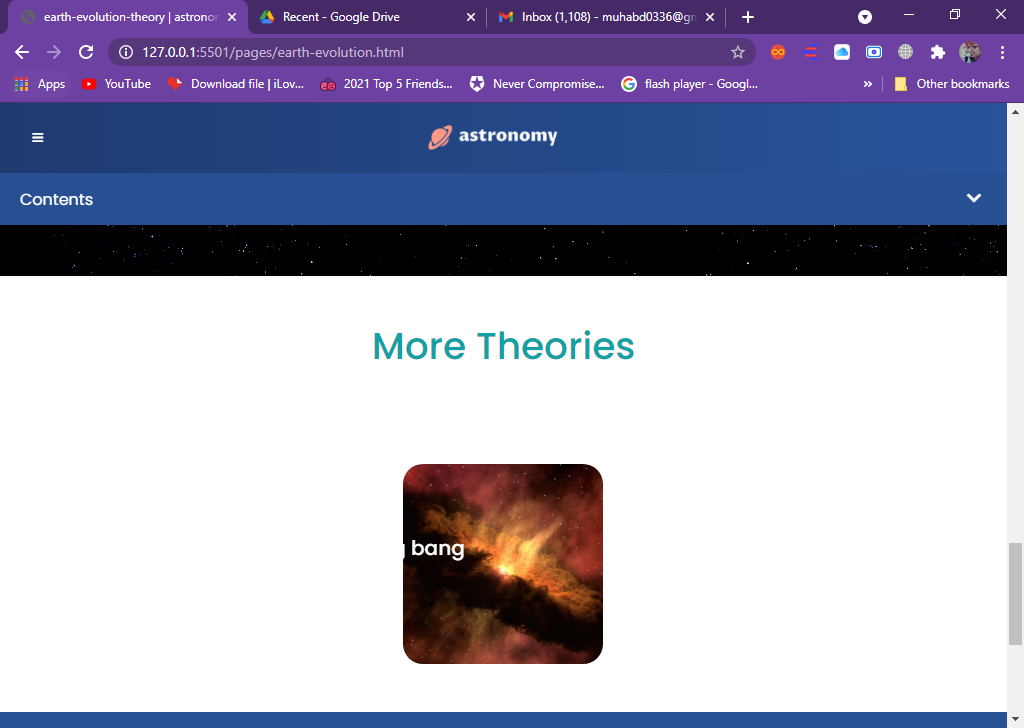 earth-evolution-theory | astronor
Recent - Google Drive
Inbox (1,108) - muhabd0336@gn
127.0.0.1:5501/pages/earth-evolution.html
Apps
YouTube
Download file | iLov...
2021 Top 5 Friends...
Never Compromise...
flash player - Googl...
»
Other bookmarks
astronomy
Contents
More Theories
g bang